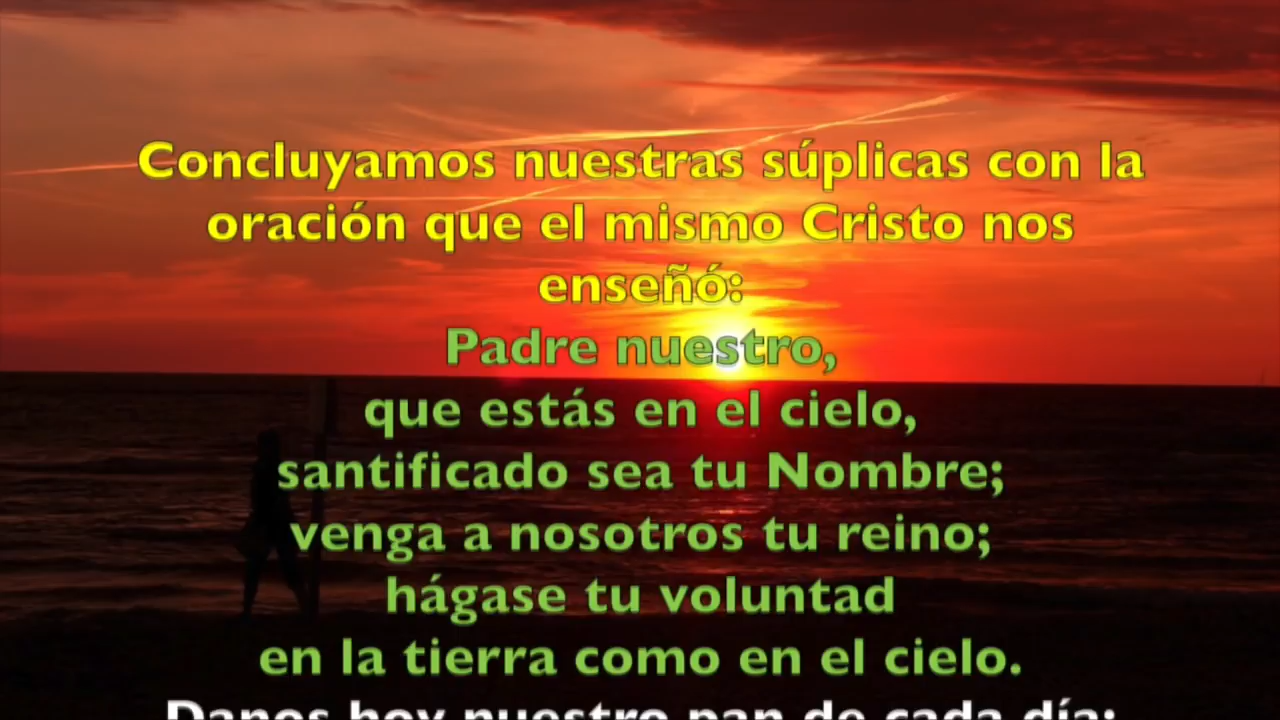 Concluyamos nuestras súplicas con la
oración que el mismo Cristo nos
enseñó:
Padre nuestro,
que estás en el cielo,
santificado sea tu Nombre;
venga a nosotros tu reino;
hágase tu voluntad
en la tierra como en el cielo.
Danos hoy nuestro pan de cada día;